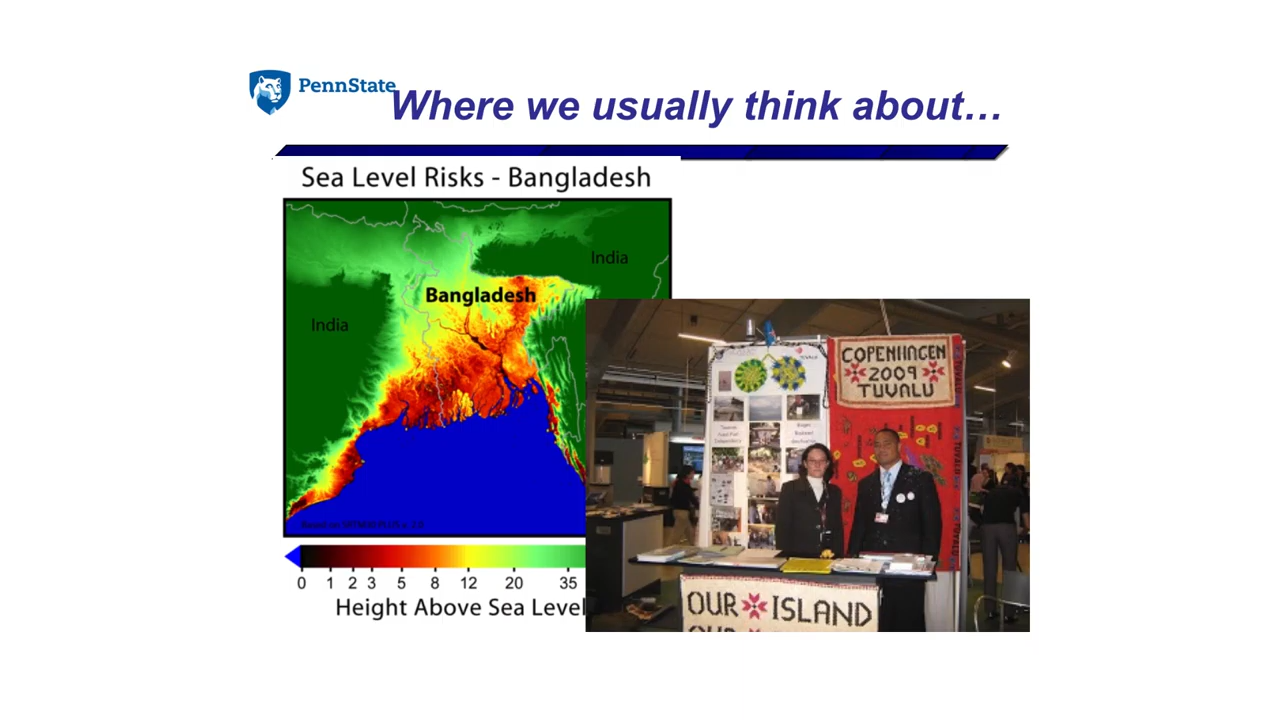 PennState
Where we usually think about…
Sea Level Risks - Bangladesh
India
Bangladesh
India
0 1 2 3 5 8 12 20 35
Height Above Sea Level
COPENHAGEN
2009
TUVALU
TUVALU
OUR ISLAND